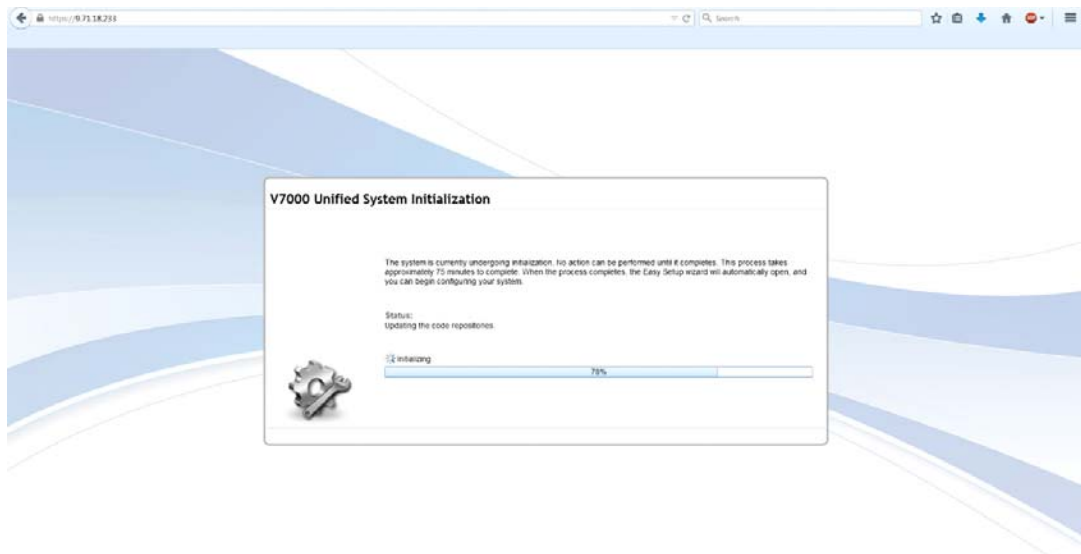 https://9.71.18.233
Search
V7000 Unified System Initialization
The system is currently undergoing initialization. No action can be performed until it completes. This process takes
approximately 75 minutes to complete. When the process completes, the Easy Setup wizard will automatically open, and
you can begin configuring your system.
Status:
Updating the code repositories.
Initializing
78%